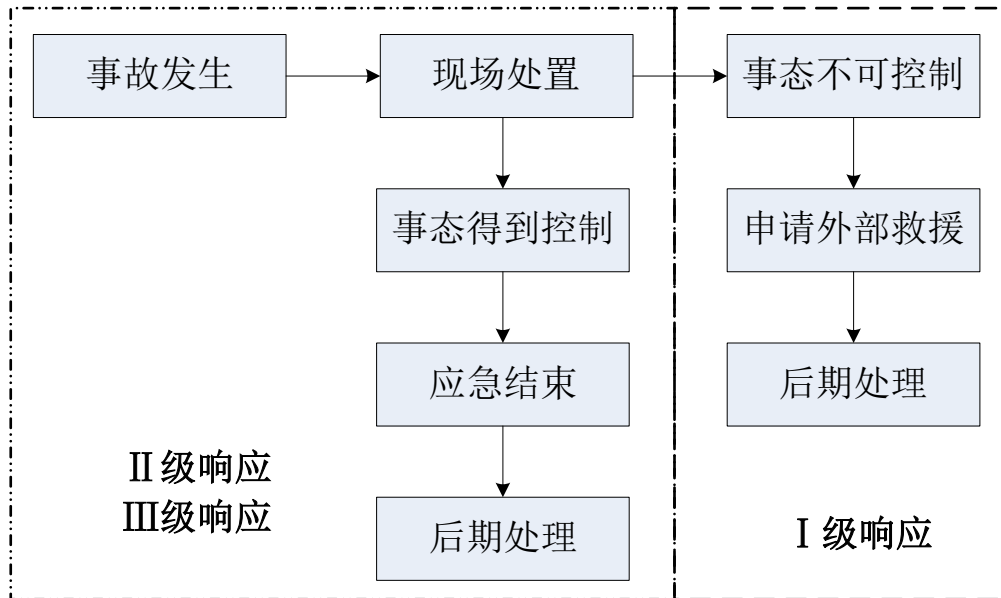 事故发生
现场处置
事态不可控制
事态得到控制
申请外部救援
应急结束
后期处理
Ⅱ级响应
Ⅲ级响应
后期处理
Ⅰ级响应